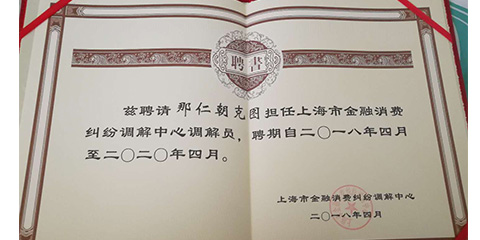 聘書
兹聘请 那仁朝克图 担任上海市金融消费
纠纷调解中心调解员，聘期自二〇一八年四月
至二〇二〇年四月。
上海市金融消费纠纷调解中心
二〇一八年四月